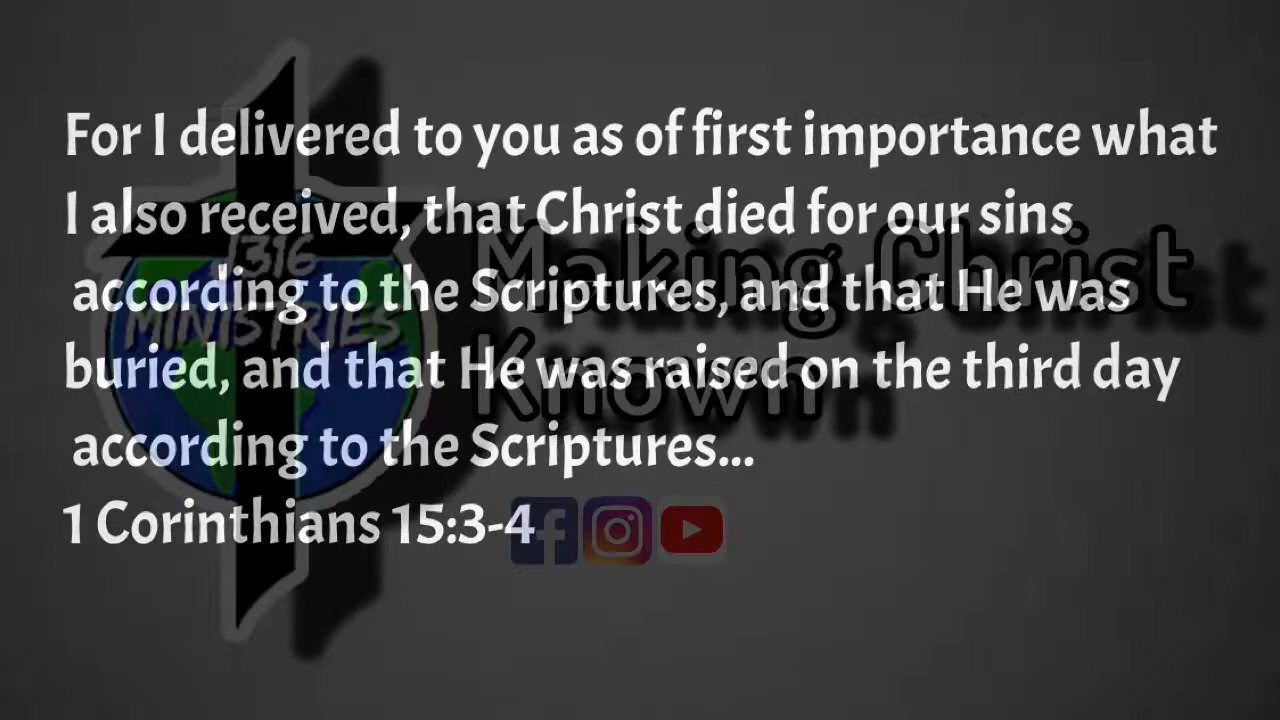 For I delivered to you as of first importance what
I also received, that Christ died for our sins
according to the Scriptures, and that He was
buried, and that He was raised on the third day
according to the Scriptures...
1 Corinthians 15:3-4
1316
MINISTRIES
Making Christ
Known